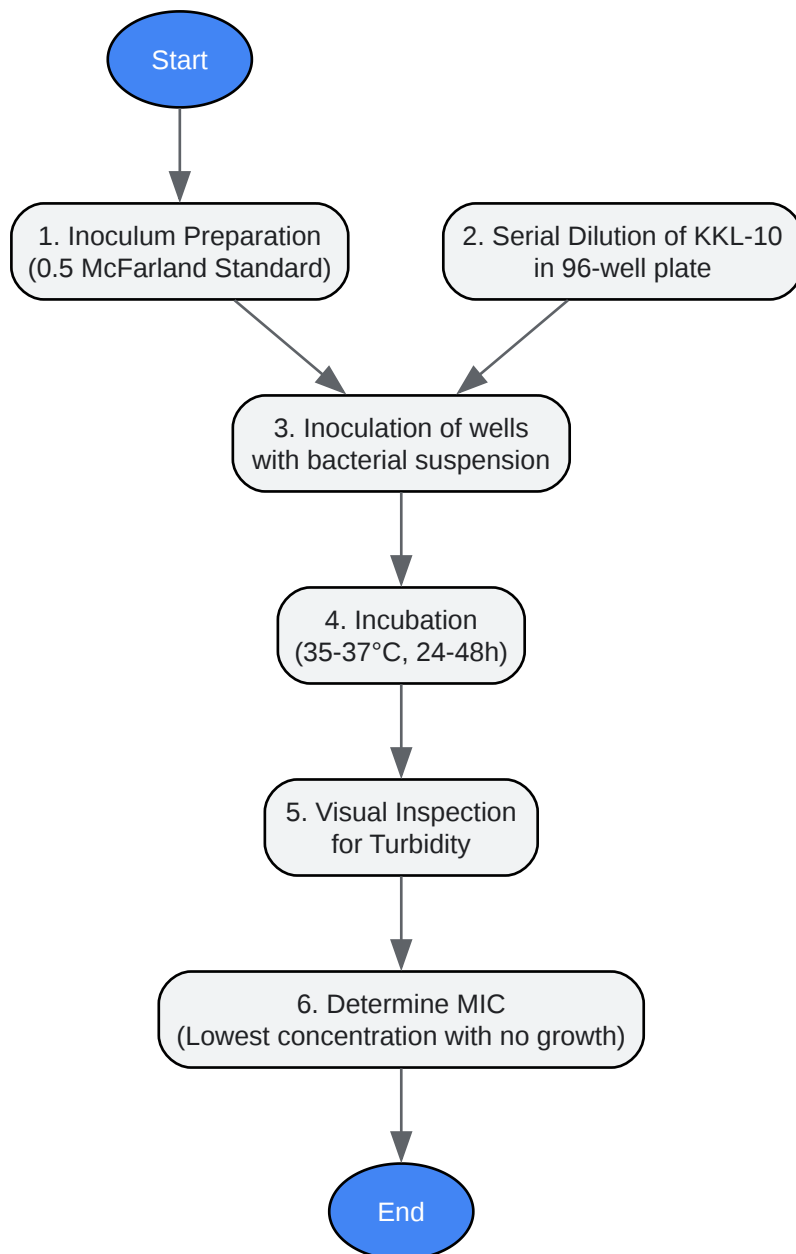 Start
1. Inoculum Preparation
(0.5 McFarland Standard)
2. Serial Dilution of KKL-10
in 96-well plate
3. Inoculation of wells
with bacterial suspension
4. Incubation
(35-37°C, 24-48h)
5. Visual Inspection
for Turbidity
6. Determine MIC
(Lowest concentration with no growth)
End